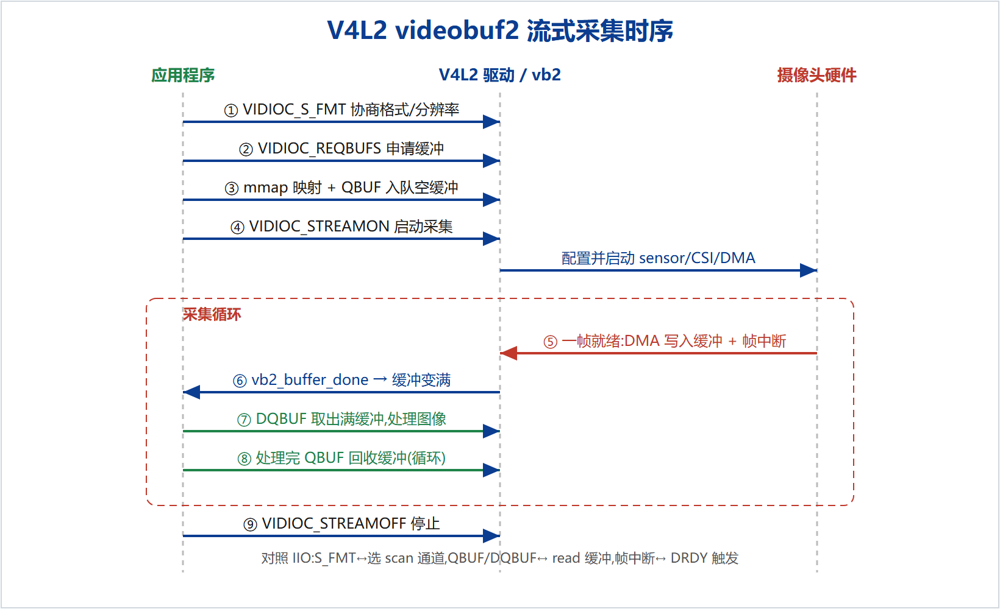 V4L2 videobuf2 流式采集时序
应用程序
V4L2 驱动 / vb2
摄像头硬件
① VIDIOC_S_FMT 协商格式/分辨率
② VIDIOC_REQBUFS 申请缓冲
③ mmap 映射 + QBUF 入队空缓冲
④ VIDIOC_STREAMON 启动采集
配置并启动 sensor/CSI/DMA
采集循环
⑤ 一帧就绪:DMA 写入缓冲 + 帧中断
⑥ vb2_buffer_done → 缓冲变满
⑦ DQBUF 取出满缓冲,处理图像
⑧ 处理完 QBUF 回收缓冲(循环)
⑨ VIDIOC_STREAMOFF 停止
对照 IIO:S_FMT↔选 scan 通道,QBUF/DQBUF↔ read 缓冲,帧中断↔ DRDY 触发